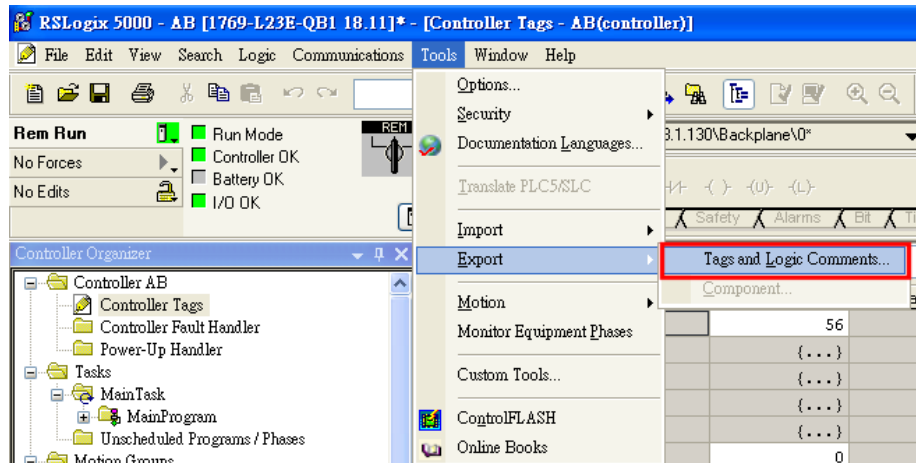 RSLogix 5000 - AB [1769-L23E-QB1 18.11]* - [Controller Tags - AB(controller)]
File Edit View Search Logic Communications Tools Window Help
Rem Run
No Forces
No Edits
Run Mode
Controller OK
Battery OK
I/O OK
REM
Options...
Security
Documentation Languages...
Translate PLC5/SLC
Import
Export
Motion
Monitor Equipment Phases
Custom Tools...
ControlFLASH
Online Books
Tags and Logic Comments...
Component...
3.1.130\Backplane\0*
-(U)- -(L)-
Safety Alarms Bit
Controller Organizer
Controller AB
Controller Tags
Controller Fault Handler
Power-Up Handler
Tasks
MainTask
MainProgram
Unscheduled Programs / Phases
Motion Groups
56
{...}
{...}
{...}
{...}
0